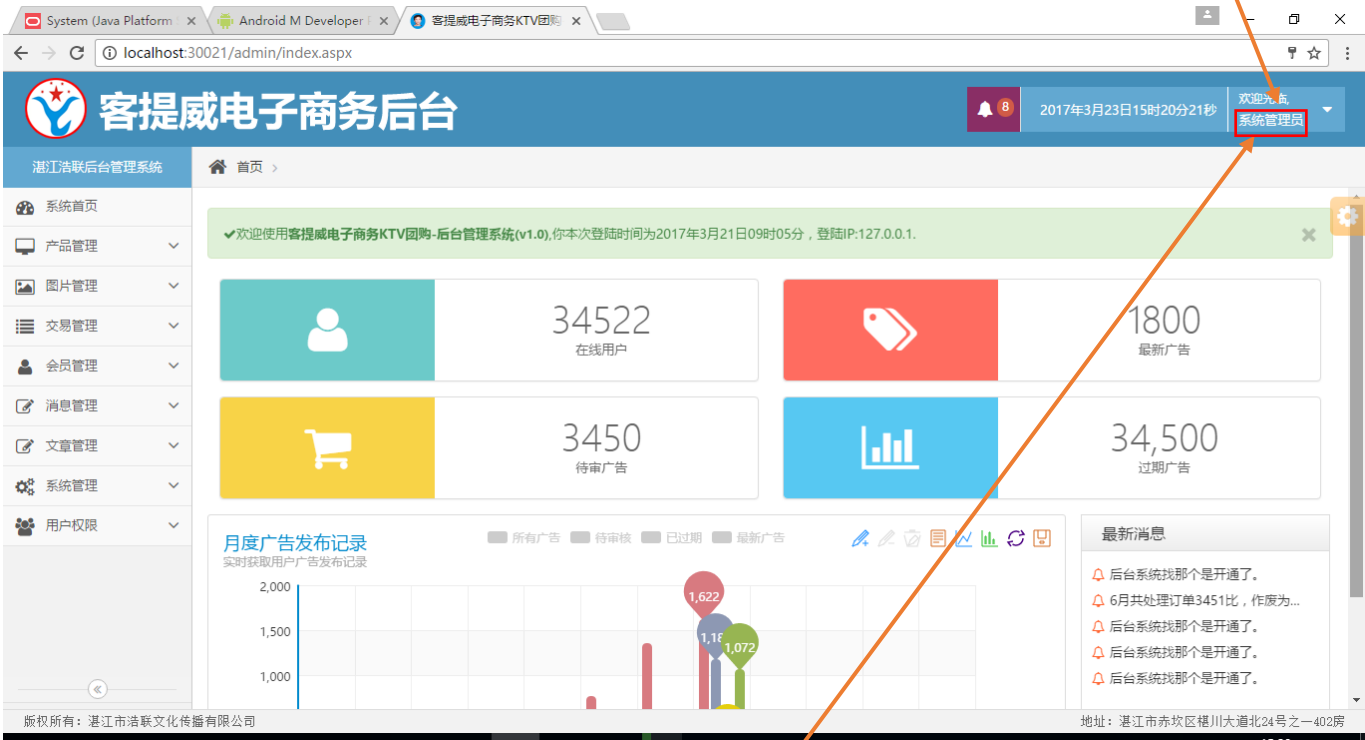 System (Java Platform
Android M Developer
客提威电子商务KTV团购
localhost:30021/admin/index.aspx
客提威电子商务后台
8
2017年3月23日15时20分21秒
欢迎光临,
系统管理员
湛江浩联后台管理系统
首页
系统首页
产品管理
图片管理
交易管理
会员管理
消息管理
文章管理
系统管理
用户权限
欢迎使用客提威电子商务KTV团购-后台管理系统(v1.0),你本次登陆时间为2017年3月21日09时05分，登陆IP:127.0.0.1.
34522
在线用户
1800
最新广告
3450
待审广告
34,500
过期广告
月度广告发布记录
实时获取用户广告发布记录
所有广告 待审核 已过期 最新广告
2,000
1,500
1,000
1,622
1,072
最新消息
后台系统找那个是开通了。
6月共处理订单3451比，作废为...
后台系统找那个是开通了。
后台系统找那个是开通了。
后台系统找那个是开通了。
版权所有: 湛江市浩联文化传播有限公司
地址: 湛江市赤坎区椹川大道北24号之一402房